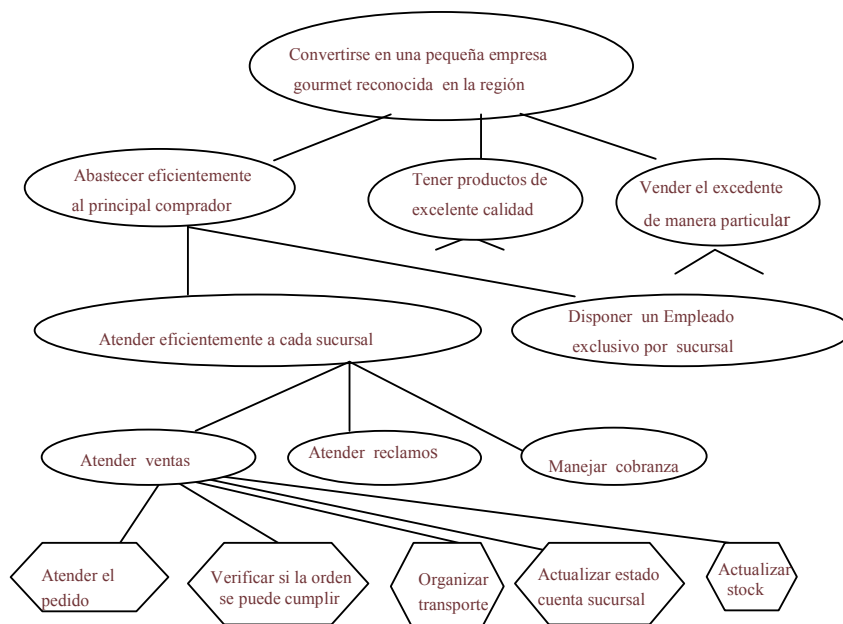 Convertirse en una pequeña empresa
gourmet reconocida en la región
Abastecer eficientemente
al principal comprador
Tener productos de
excelente calidad
Vender el excedente
de manera particular
Atender eficientemente a cada sucursal
Disponer un Empleado
exclusivo por sucursal
Atender ventas
Atender reclamos
Manejar cobranza
Atender el
pedido
Verificar si la orden
se puede cumplir
Organizar
transporte
Actualizar estado
cuenta sucursal
Actualizar
stock